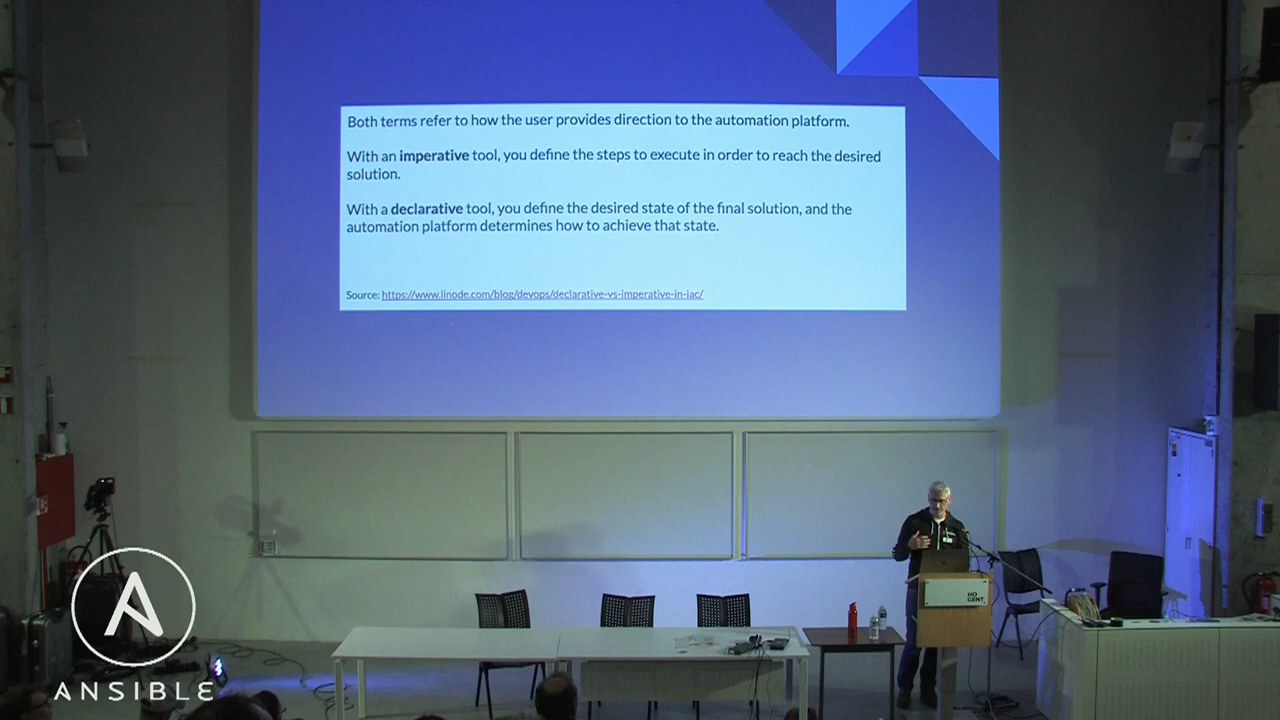 Both terms refer to how the user provides direction to the automation platform.
With an imperative tool, you define the steps to execute in order to reach the desired
solution.
With a declarative tool, you define the desired state of the final solution, and the
automation platform determines how to achieve that state.
Source: https://www.linode.com/blog/devops/declarative-vs-imperative-in-iac/
HO
GENT
ANSIBLE